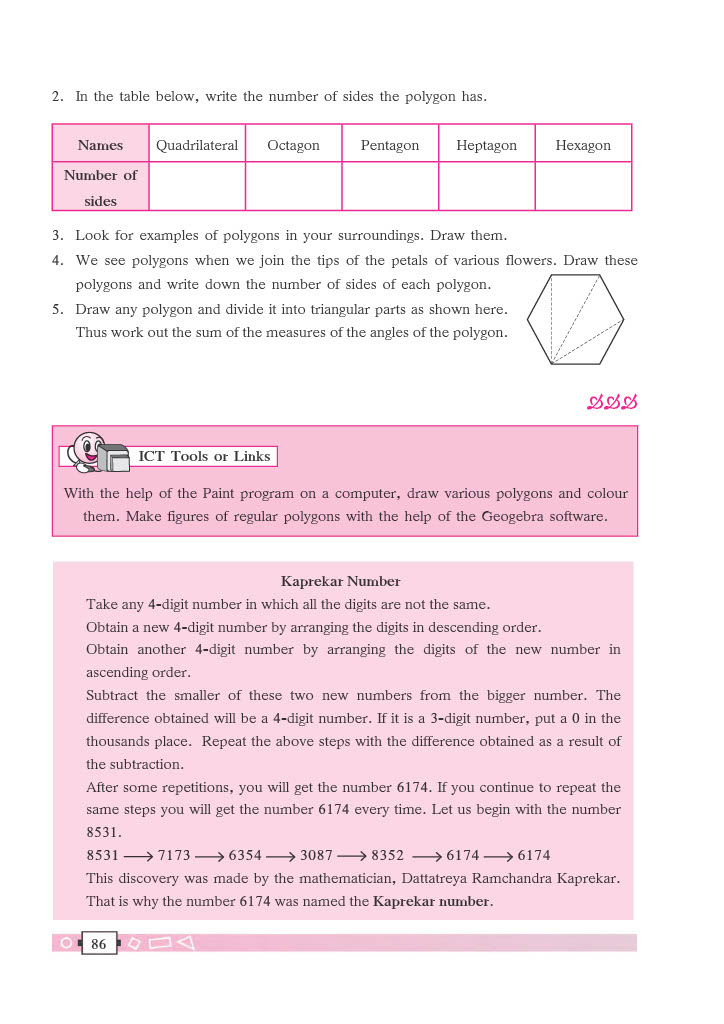 2. In the table below, write the number of sides the polygon has.
Names Quadrilateral Octagon Pentagon Heptagon Hexagon
Number of
sides
3. Look for examples of polygons in your surroundings. Draw them.
4. We see polygons when we join the tips of the petals of various flowers. Draw these
polygons and write down the number of sides of each polygon.
5. Draw any polygon and divide it into triangular parts as shown here.
Thus work out the sum of the measures of the angles of the polygon.
ICT Tools or Links
With the help of the Paint program on a computer, draw various polygons and colour
them. Make figures of regular polygons with the help of the Geogebra software.
Kaprekar Number
Take any 4-digit number in which all the digits are not the same.
Obtain a new 4-digit number by arranging the digits in descending order.
Obtain another 4-digit number by arranging the digits of the new number in
ascending order.
Subtract the smaller of these two new numbers from the bigger number. The
difference obtained will be a 4-digit number. If it is a 3-digit number, put a 0 in the
thousands place. Repeat the above steps with the difference obtained as a result of
the subtraction.
After some repetitions, you will get the number 6174. If you continue to repeat the
same steps you will get the number 6174 every time. Let us begin with the number
8531.
8531 ⟶ 7173 ⟶ 6354 ⟶ 3087 ⟶ 8352 ⟶ 6174 ⟶ 6174
This discovery was made by the mathematician, Dattatreya Ramchandra Kaprekar.
That is why the number 6174 was named the Kaprekar number.
86